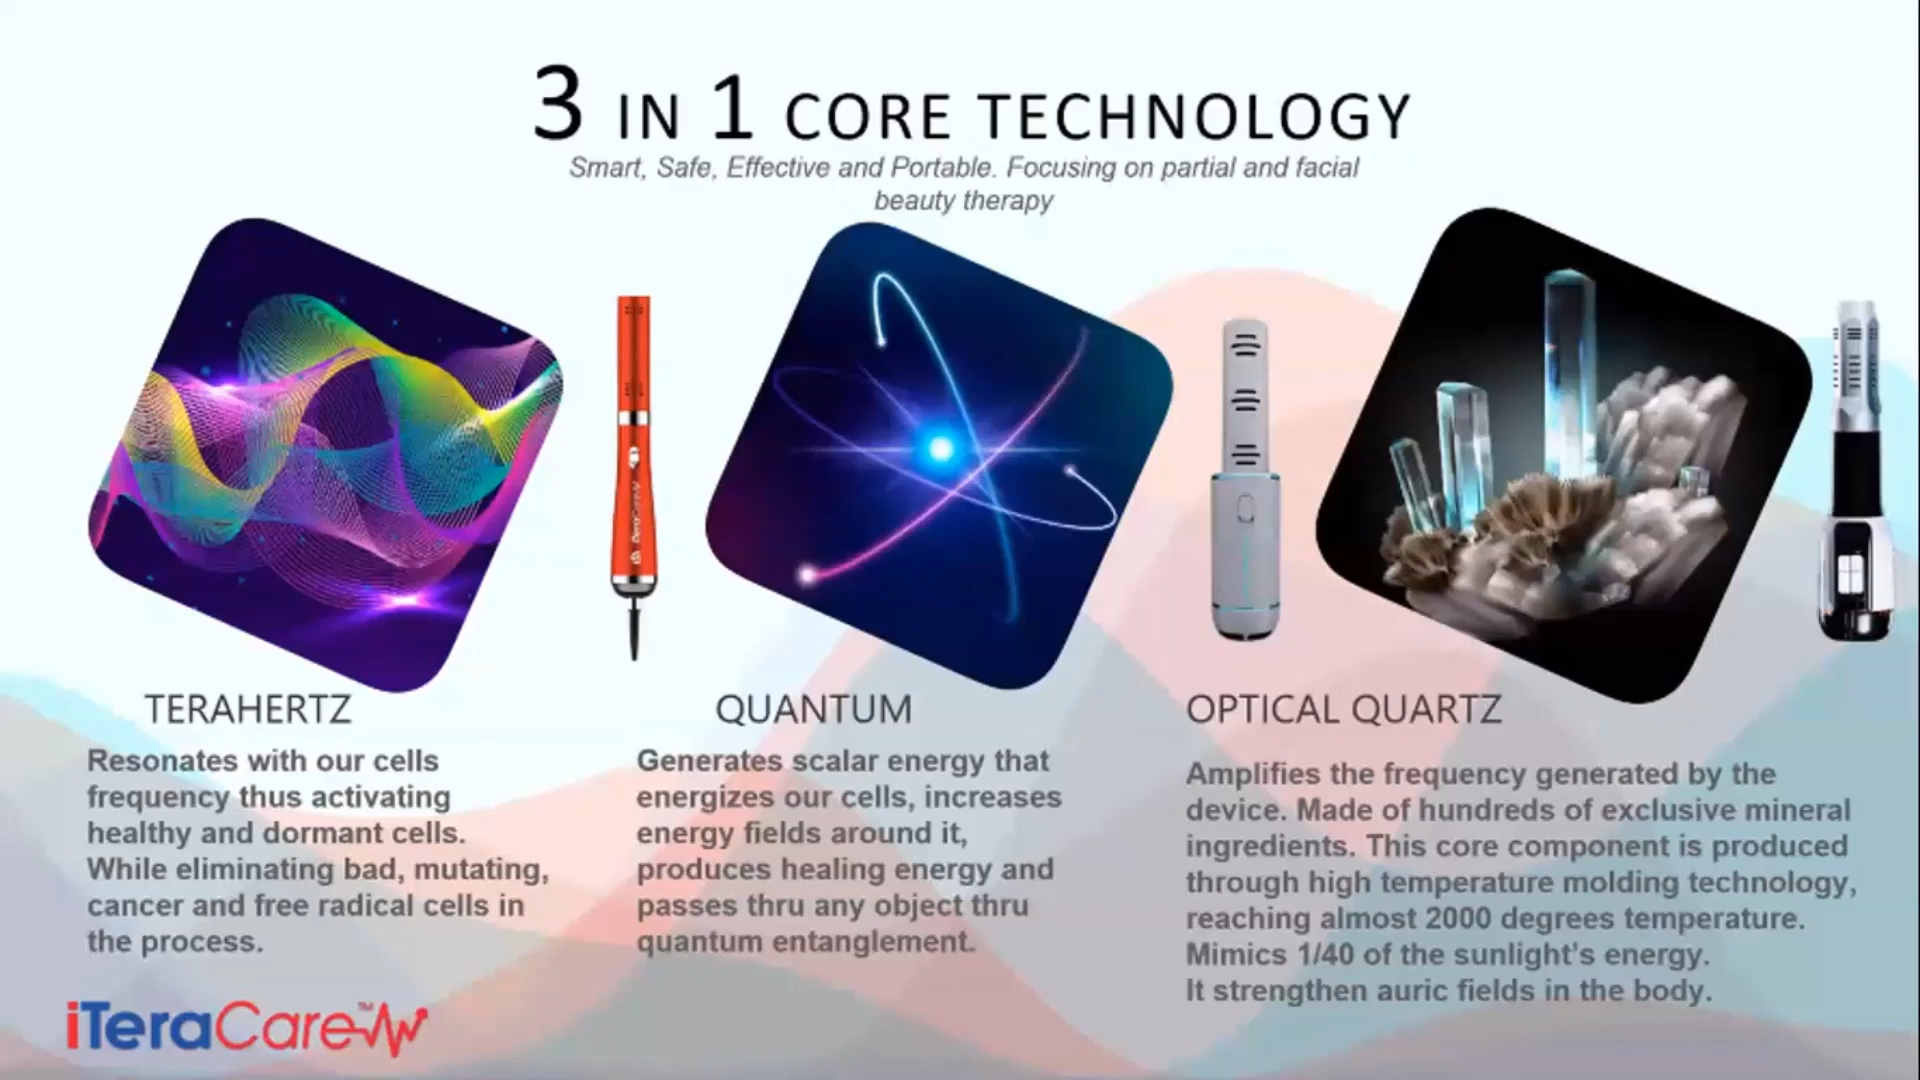 3 IN 1 CORE TECHNOLOGY
Smart, Safe, Effective and Portable. Focusing on partial and facial
beauty therapy
TERAHERTZ
Resonates with our cells
frequency thus activating
healthy and dormant cells.
While eliminating bad, mutating,
cancer and free radical cells in
the process.
QUANTUM
Generates scalar energy that
energizes our cells, increases
energy fields around it,
produces healing energy and
passes thru any object thru
quantum entanglement.
OPTICAL QUARTZ
Amplifies the frequency generated by the
device. Made of hundreds of exclusive mineral
ingredients. This core component is produced
through high temperature molding technology,
reaching almost 2000 degrees temperature.
Mimics 1/40 of the sunlight's energy.
It strengthen auric fields in the body.
iTeraCare™